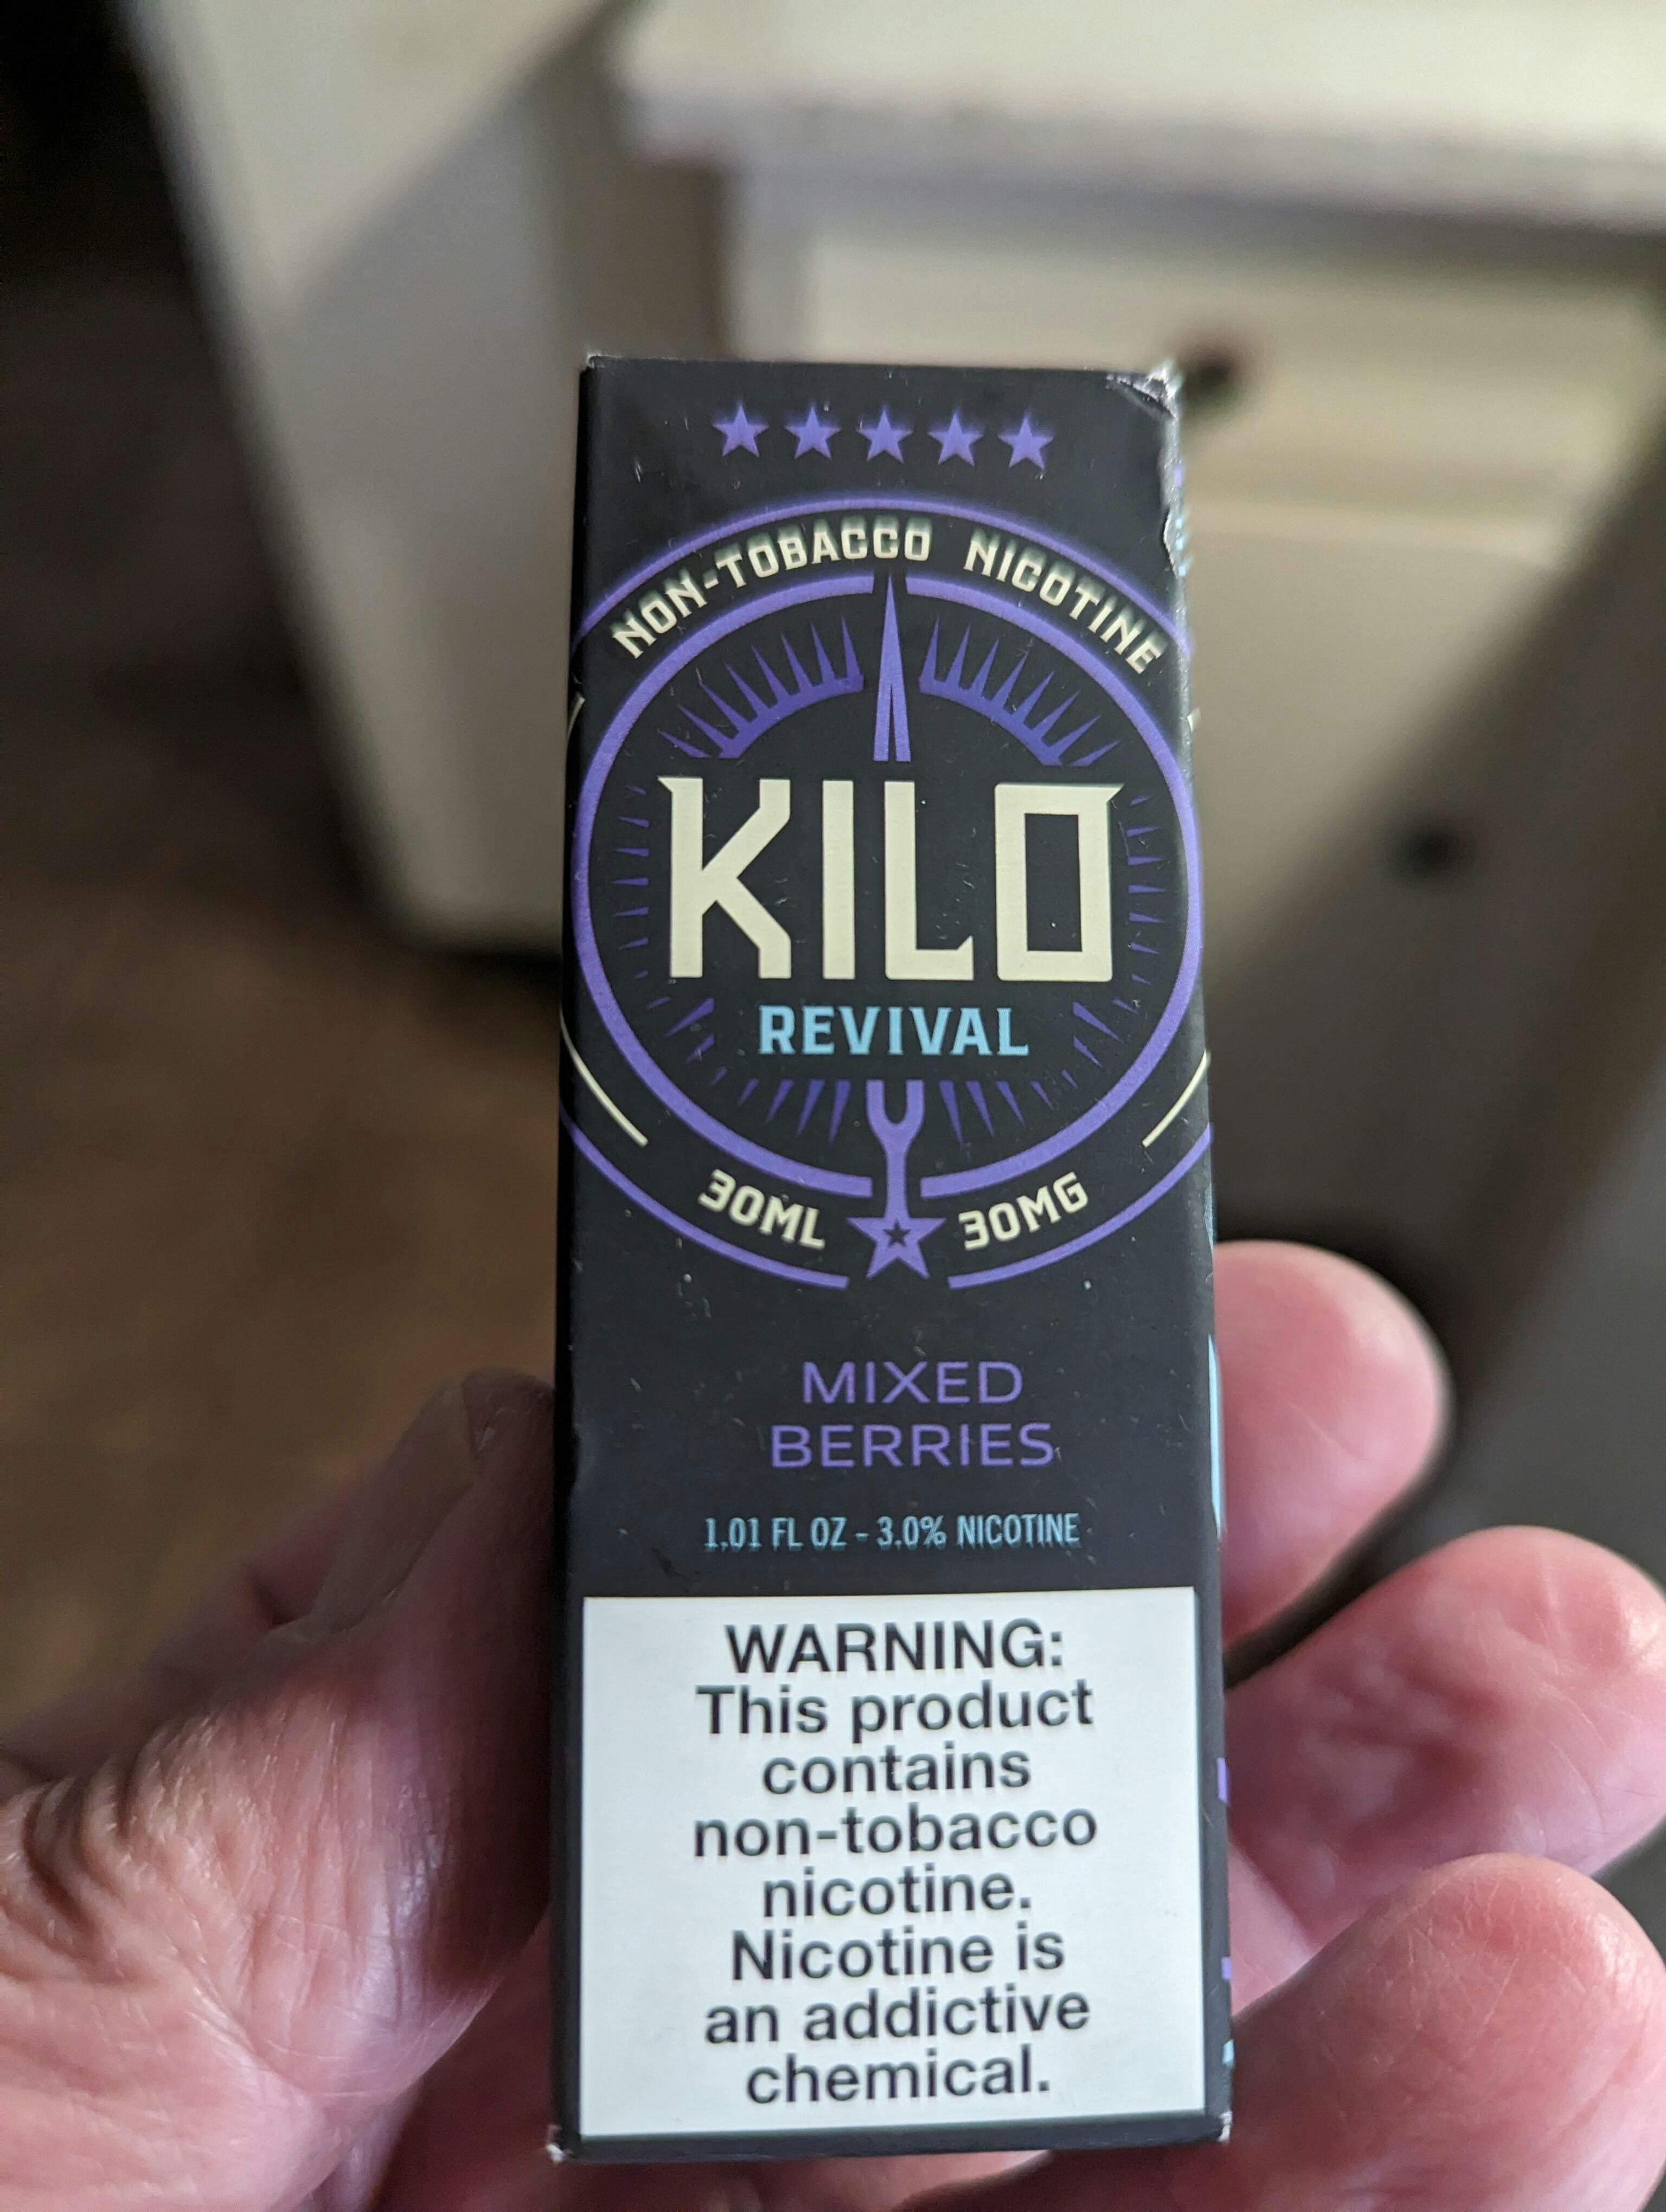 NON-TOBACCO NICOTINE
KILO
REVIVAL
30ML 30MG
MIXED
BERRIES
1.01 FL OZ - 3.0% NICOTINE
WARNING:
This product
contains
non-tobacco
nicotine.
Nicotine is
an addictive
chemical.